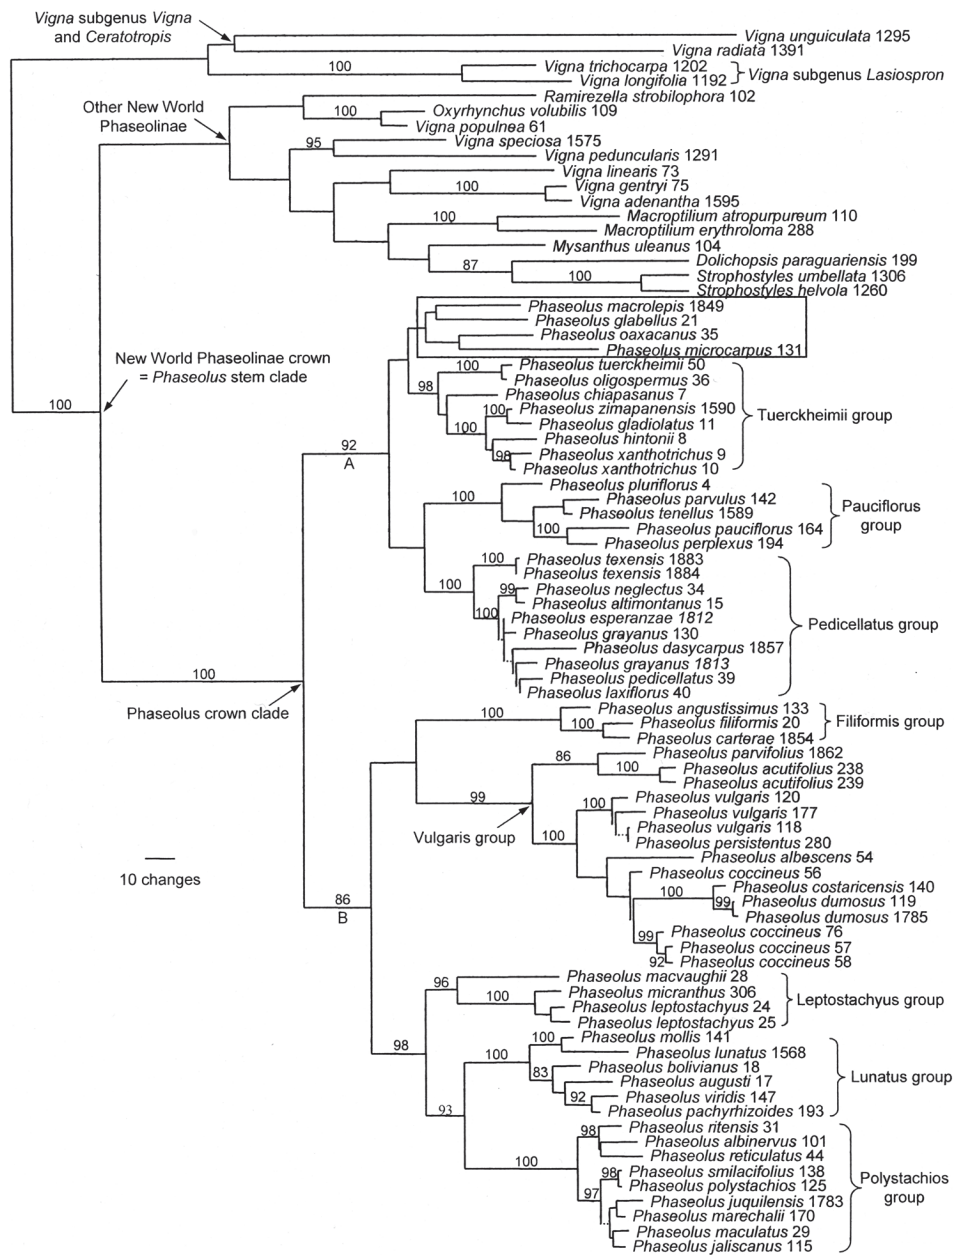 Vigna subgenus Vigna
and Ceratotropis
Vigna unguiculata 1295
Vigna radiata 1391
100
Vigna trichocarpa 1202
Vigna longifolia 1192
Vigna subgenus Lasiospron
Other New World
Phaseolinae
Ramirezella strobilophora 102
100
Oxyrhynchus volubilis 109
Vigna populnea 61
95
Vigna speciosa 1575
Vigna peduncularis 1291
Vigna linearis 73
100
Vigna gentryi 75
Vigna adenantha 1595
100
Macroptilium atropurpureum 110
Macroptilium erythroloma 288
Mysanthus uleanus 104
87
Dolichopsis paraguariensis 199
100
Strophostyles umbellata 1306
Strophostyles helvola 1260
Phaseolus macrolepis 1849
Phaseolus glabellus 21
Phaseolus oaxacanus 35
Phaseolus microcarpus 131
New World Phaseolinae crown
= Phaseolus stem clade
100
98
100
Phaseolus tuerckheimii 50
Phaseolus oligospermus 36
Phaseolus chiapasanus 7
100
100
Phaseolus zimapanensis 1590
Phaseolus gladiolatus 11
Phaseolus hintonii 8
98
Phaseolus xanthotrichus 9
Phaseolus xanthotrichus 10
Tuerckheimii group
92
A
100
Phaseolus pluriflorus 4
Phaseolus parvulus 142
Phaseolus tenellus 1589
100
Phaseolus pauciflorus 164
Phaseolus perplexus 194
Pauciflorus
group
100
100
Phaseolus texensis 1883
Phaseolus texensis 1884
99
Phaseolus neglectus 34
Phaseolus altimontanus 15
100
Phaseolus esperanzae 1812
Phaseolus grayanus 130
Phaseolus dasycarpus 1857
Phaseolus grayanus 1813
Phaseolus pedicellatus 39
Phaseolus laxiflorus 40
Pedicellatus group
100
Phaseolus crown clade
100
Phaseolus angustissimus 133
100
Phaseolus filiformis 20
Phaseolus carterae 1854
Filiformis group
99
Vulgaris group
86
Phaseolus parvifolius 1862
100
Phaseolus acutifolius 238
Phaseolus acutifolius 239
100
100
Phaseolus vulgaris 120
Phaseolus vulgaris 177
Phaseolus vulgaris 118
Phaseolus persistentus 280
Phaseolus albescens 54
Phaseolus coccineus 56
100
Phaseolus costaricensis 140
99
Phaseolus dumosus 119
Phaseolus dumosus 1785
99
Phaseolus coccineus 76
Phaseolus coccineus 57
92
Phaseolus coccineus 58
10 changes
86
B
98
96
Phaseolus macvaughii 28
100
Phaseolus micranthus 306
Phaseolus leptostachyus 24
Phaseolus leptostachyus 25
Leptostachyus group
93
100
100
Phaseolus mollis 141
Phaseolus lunatus 1568
83
Phaseolus bolivianus 18
Phaseolus augusti 17
92
Phaseolus viridis 147
Phaseolus pachyrhizoides 193
Lunatus group
100
98
Phaseolus ritensis 31
Phaseolus albinervus 101
Phaseolus reticulatus 44
98
Phaseolus smilacifolius 138
Phaseolus polystachios 125
97
Phaseolus juquilensis 1783
Phaseolus marechalii 170
Phaseolus maculatus 29
Phaseolus jaliscanus 115
Polystachios
group